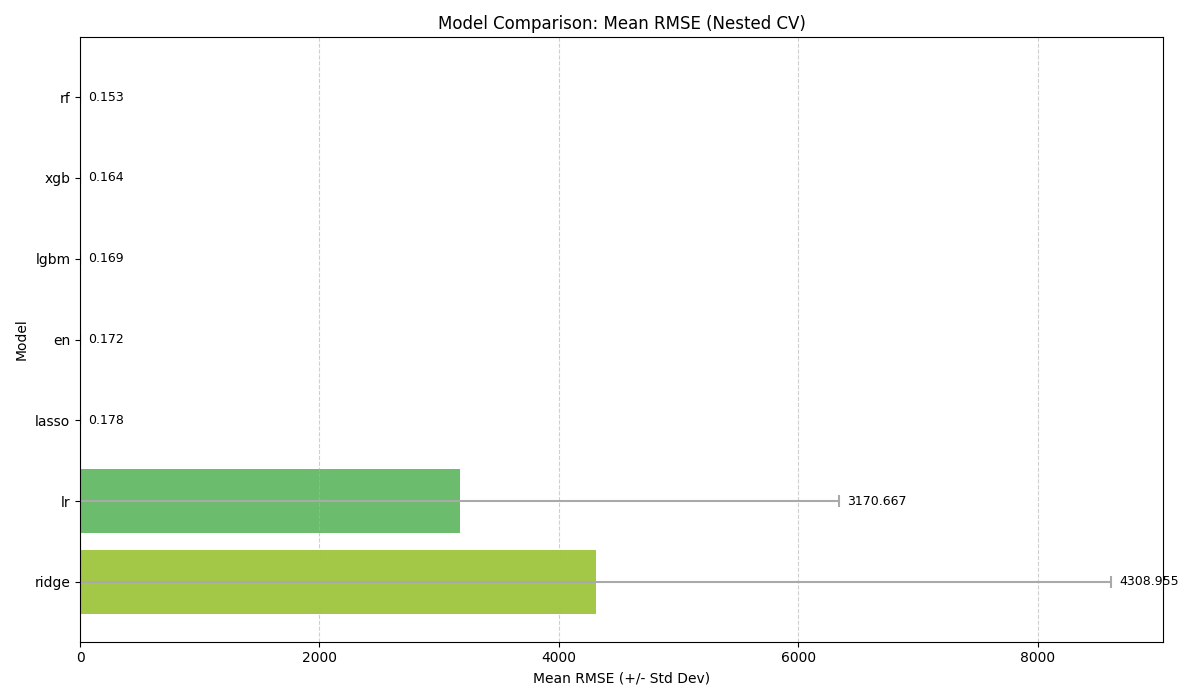 Model Comparison: Mean RMSE (Nested CV)
rf 0.153
xgb 0.164
lgbm 0.169
en 0.172
lasso 0.178
lr 3170.667
ridge 4308.955
Model
0 2000 4000 6000 8000
Mean RMSE (+/- Std Dev)